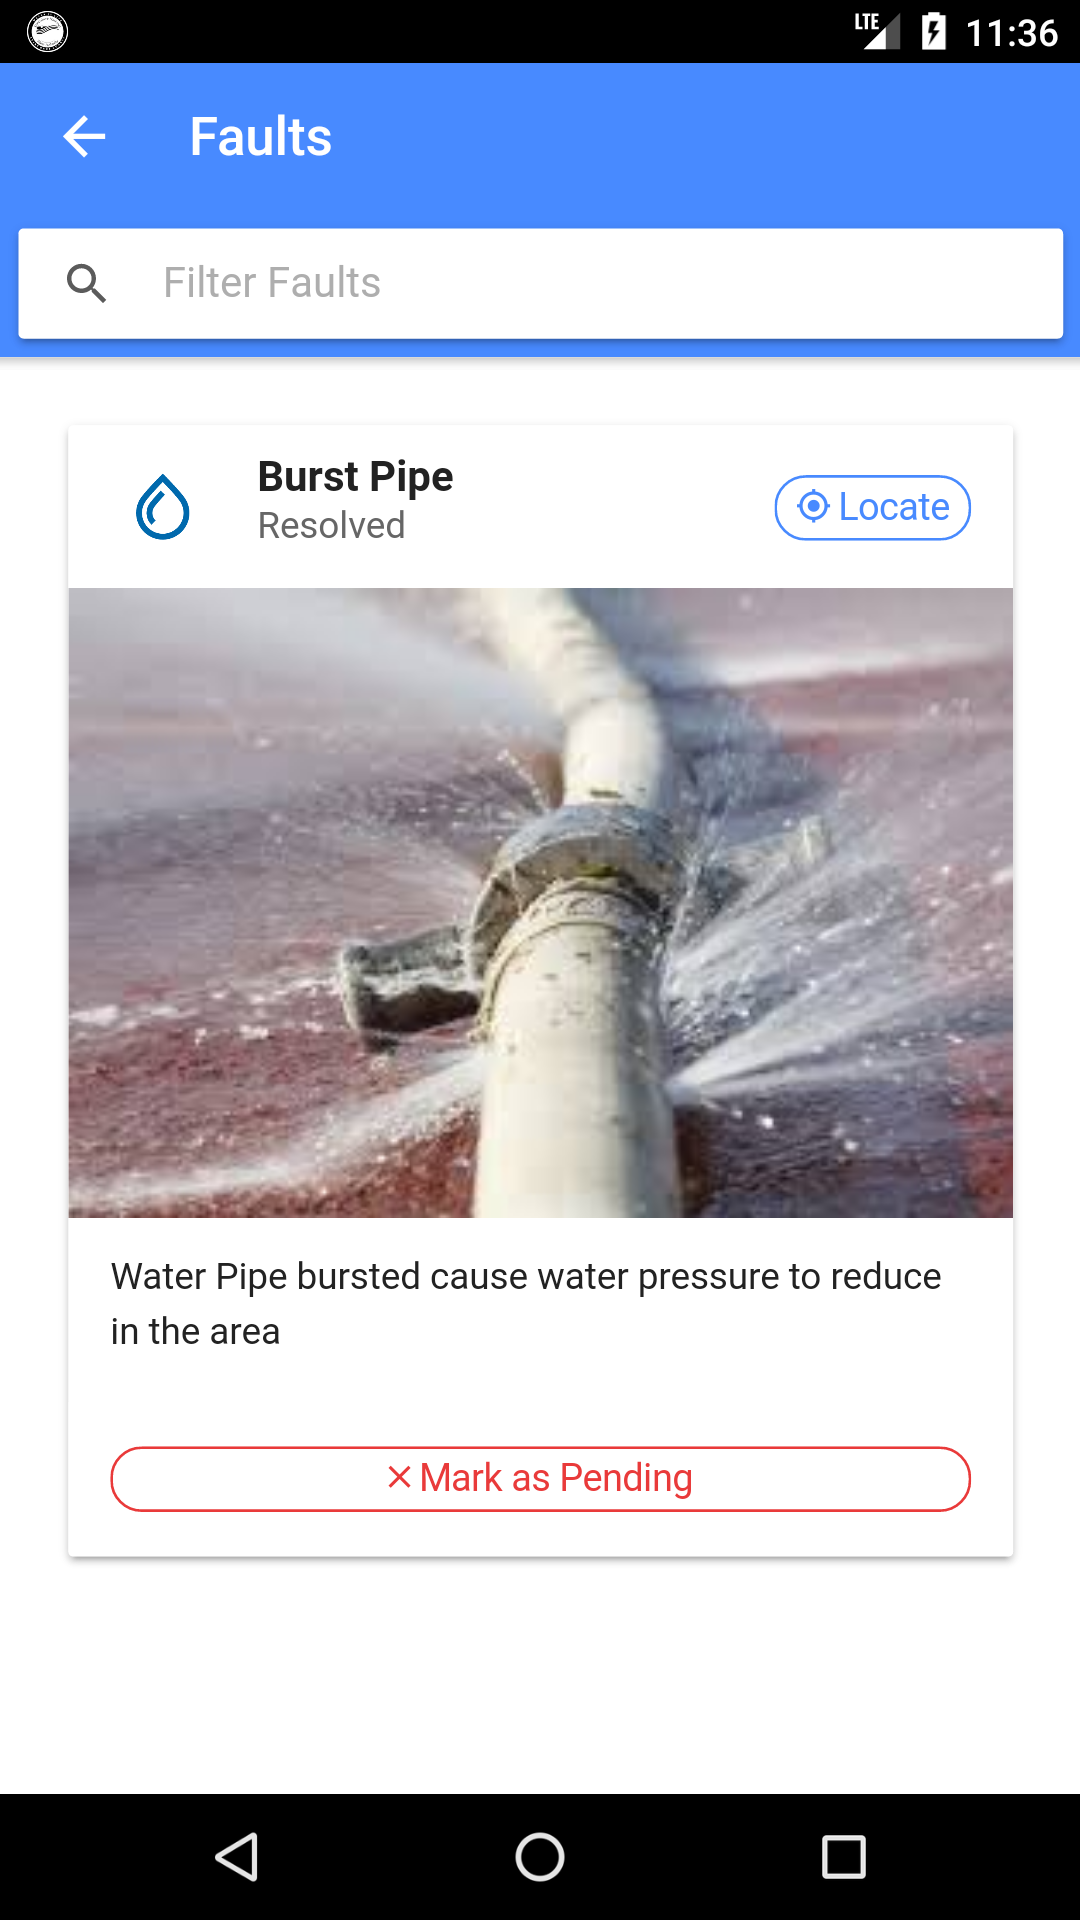 LTE 11:36
Faults
Filter Faults
Burst Pipe
Resolved
Locate
Water Pipe bursted cause water pressure to reduce
in the area
Mark as Pending